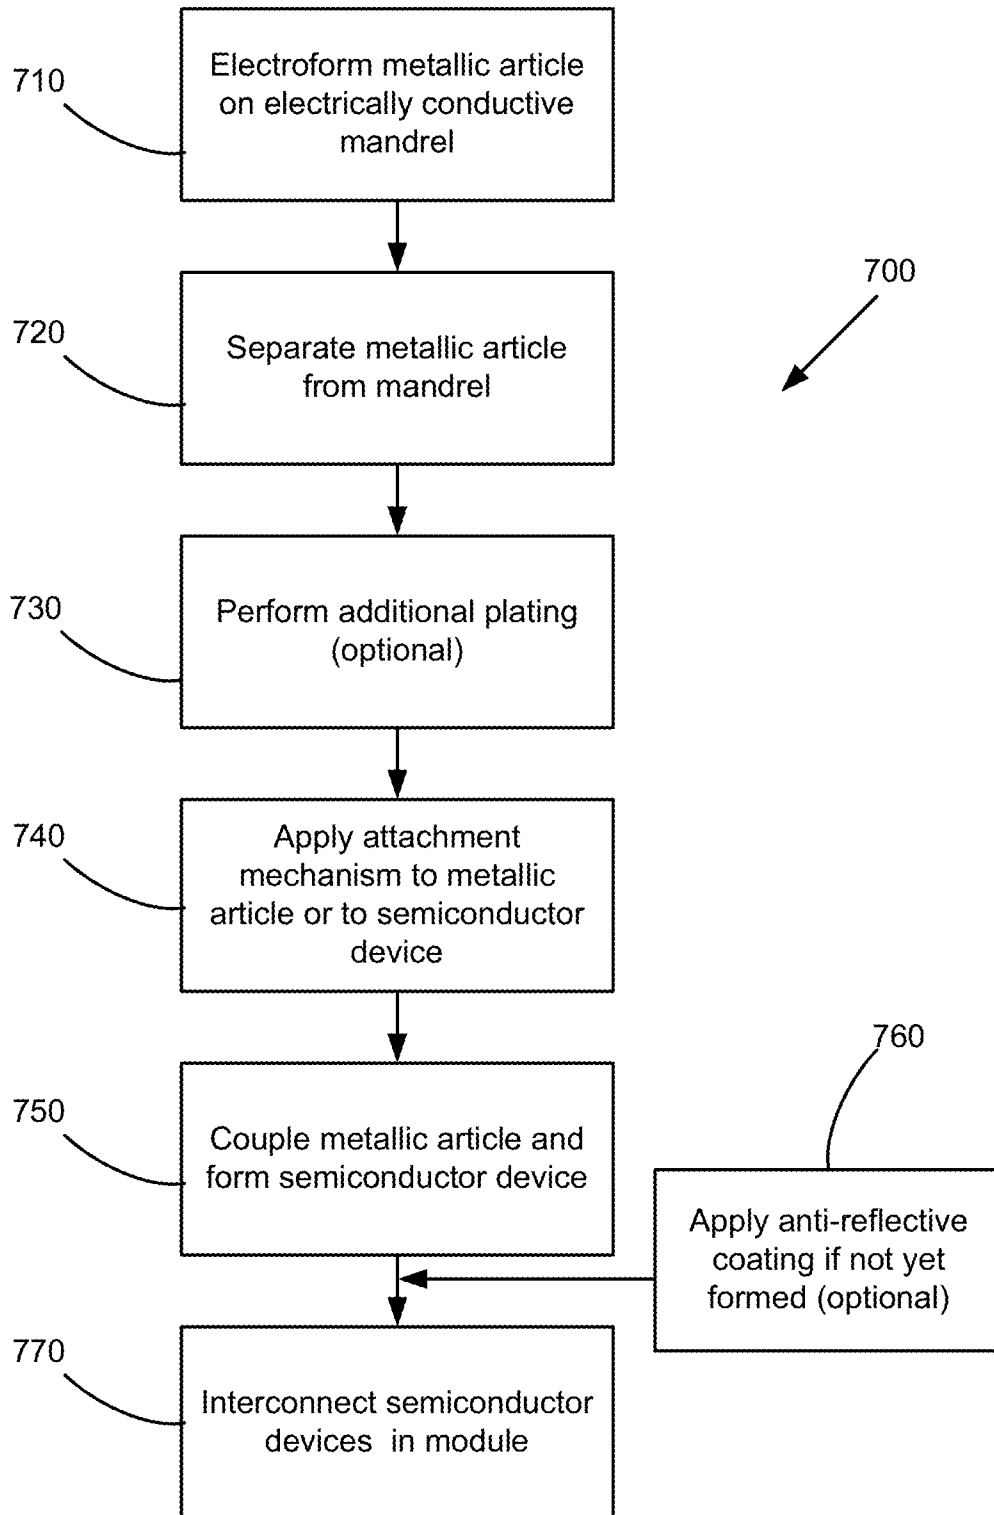 710
Electroform metallic article
on electrically conductive
mandrel
700
720
Separate metallic article
from mandrel
730
Perform additional plating
(optional)
740
Apply attachment
mechanism to metallic
article or to semiconductor
device
750
Couple metallic article and
form semiconductor device
760
Apply anti-reflective
coating if not yet
formed (optional)
770
Interconnect semiconductor
devices in module